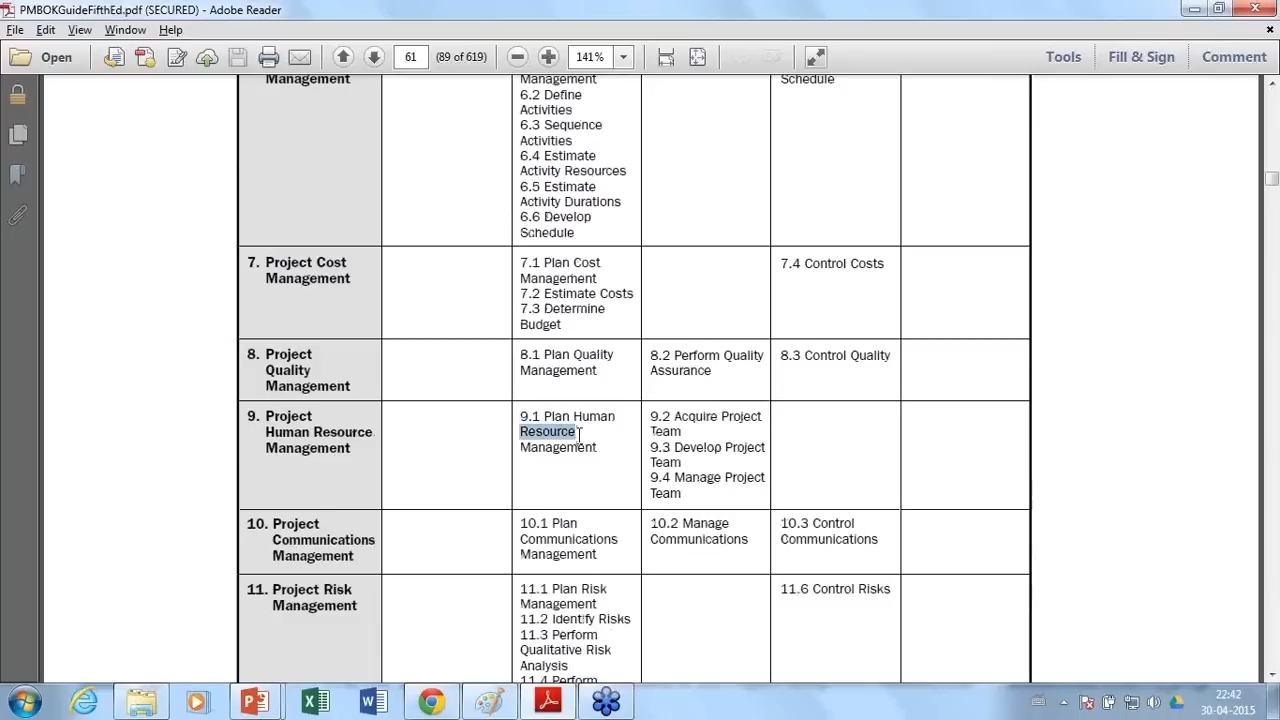 PMBOKGuideFifthEd.pdf (SECURED) - Adobe Reader
File Edit View Window Help
Open 61 (89 of 619) 141% Tools Fill & Sign Comment
Management
Management
6.2 Define
Activities
6.3 Sequence
Activities
6.4 Estimate
Activity Resources
6.5 Estimate
Activity Durations
6.6 Develop
Schedule
Schedule
7. Project Cost
Management
7.1 Plan Cost
Management
7.2 Estimate Costs
7.3 Determine
Budget
7.4 Control Costs
8. Project
Quality
Management
8.1 Plan Quality
Management
8.2 Perform Quality
Assurance
8.3 Control Quality
9. Project
Human Resource
Management
9.1 Plan Human
Resource
Management
9.2 Acquire Project
Team
9.3 Develop Project
Team
9.4 Manage Project
Team
10. Project
Communications
Management
10.1 Plan
Communications
Management
10.2 Manage
Communications
10.3 Control
Communications
11. Project Risk
Management
11.1 Plan Risk
Management
11.2 Identify Risks
11.3 Perform
Qualitative Risk
Analysis
11.4 Perform
11.6 Control Risks
22:42
30-04-2015